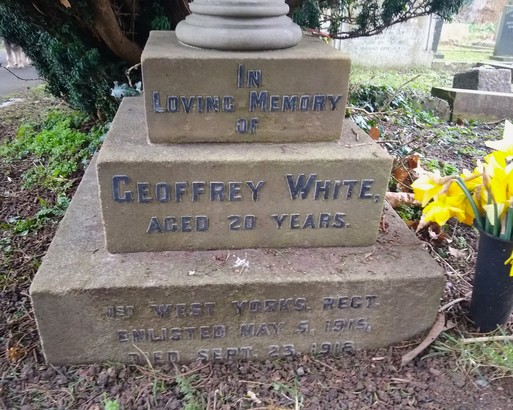 IN
LOVING MEMORY
OF
GEOFFREY WHITE,
AGED 20 YEARS.
1ST WEST YORKS. REGT.
ENLISTED MAY 5, 1915,
DIED SEPT. 23, 1918.